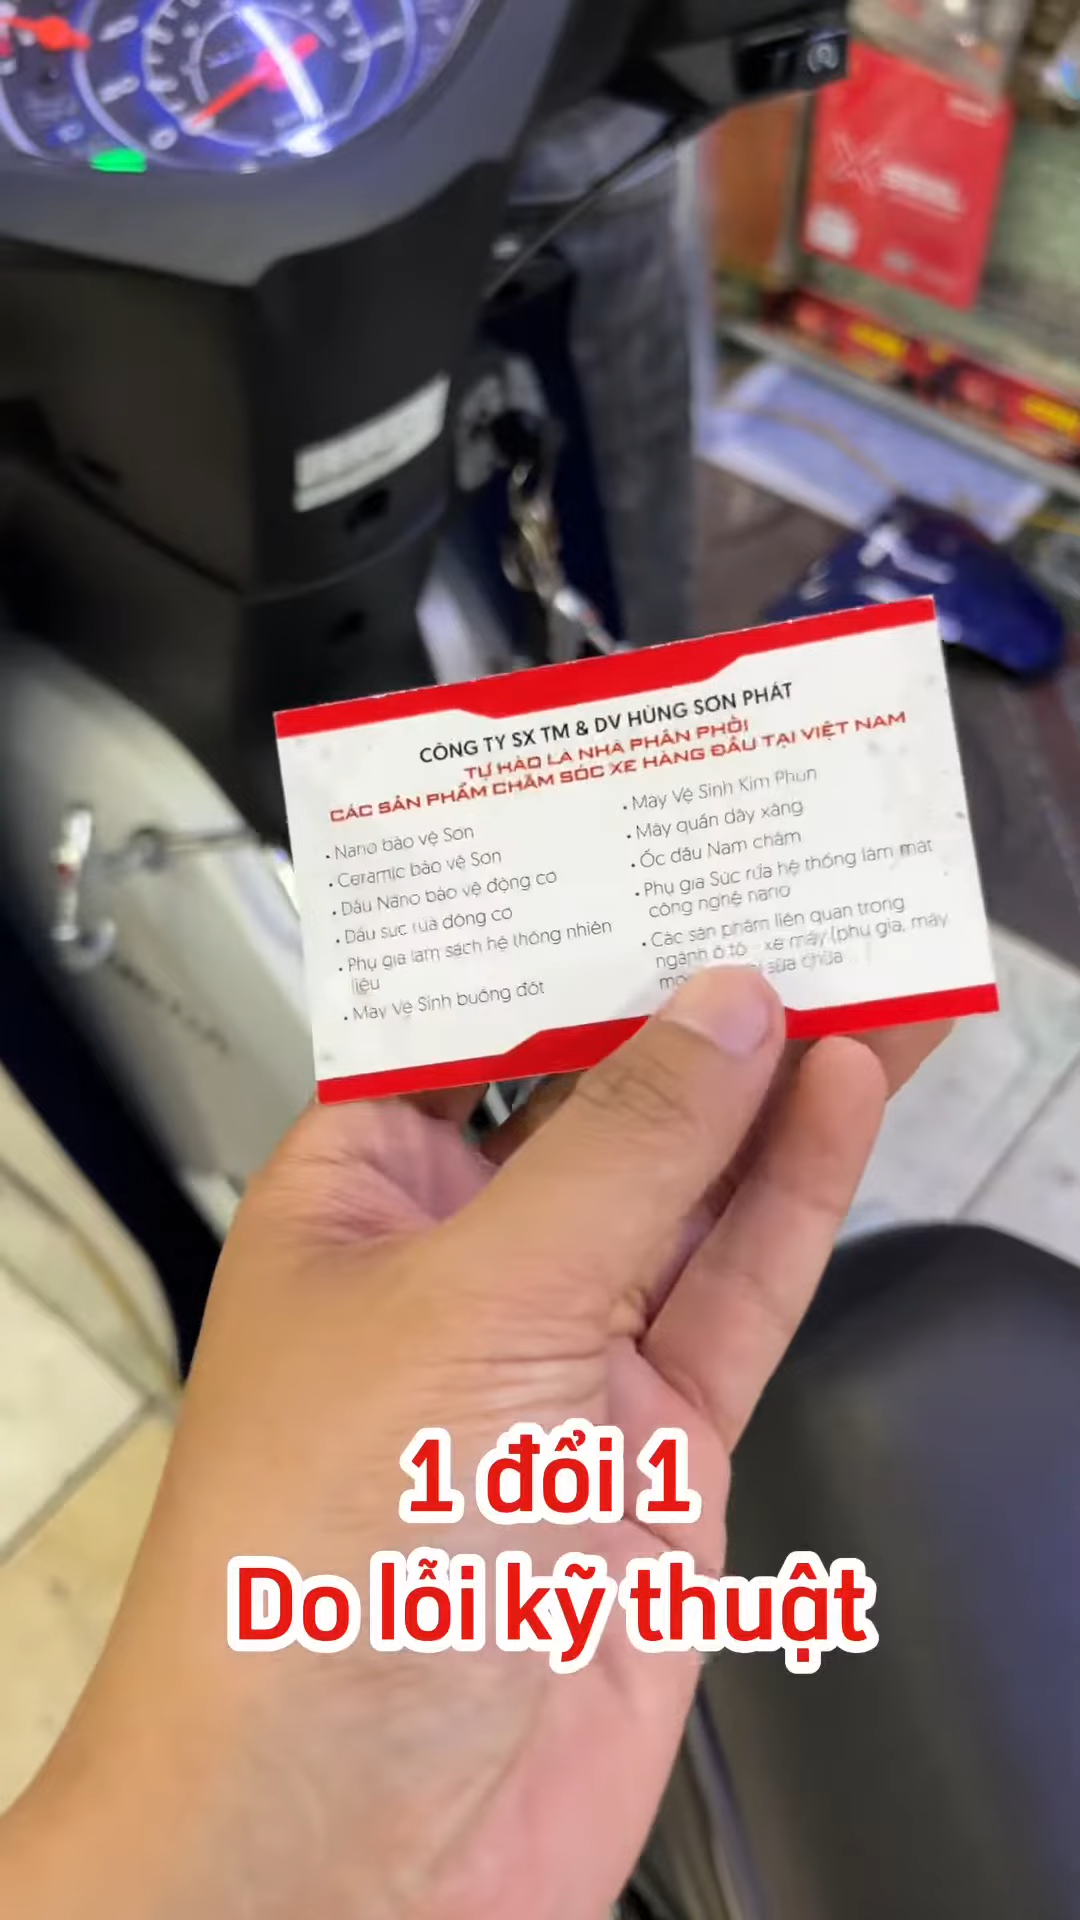 CÔNG TY SX TM & DV HÙNG SƠN PHÁT
TỰ HÀO LÀ NHÀ PHÂN PHỐI
CÁC SẢN PHẨM CHĂM SÓC XE HÀNG ĐẦU TẠI VIỆT NAM
• Nano bảo vệ Sơn
• Ceramic bảo vệ Sơn
• Dầu Nano bảo vệ động cơ
• Dầu súc rửa động cơ
• Phụ gia làm sạch hệ thống nhiên
liệu
• Máy Vệ Sinh buồng đốt
• Máy Vệ Sinh Kim Phun
• Máy quấn dây xăng
• Ốc dầu Nam châm
• Phụ gia Súc rửa hệ thống làm mát
công nghệ nano
• Các sản phẩm liên quan trong
ngành ô tô - xe máy (phụ gia, máy
sửa chữa...
1 đổi 1
Do lỗi kỹ thuật